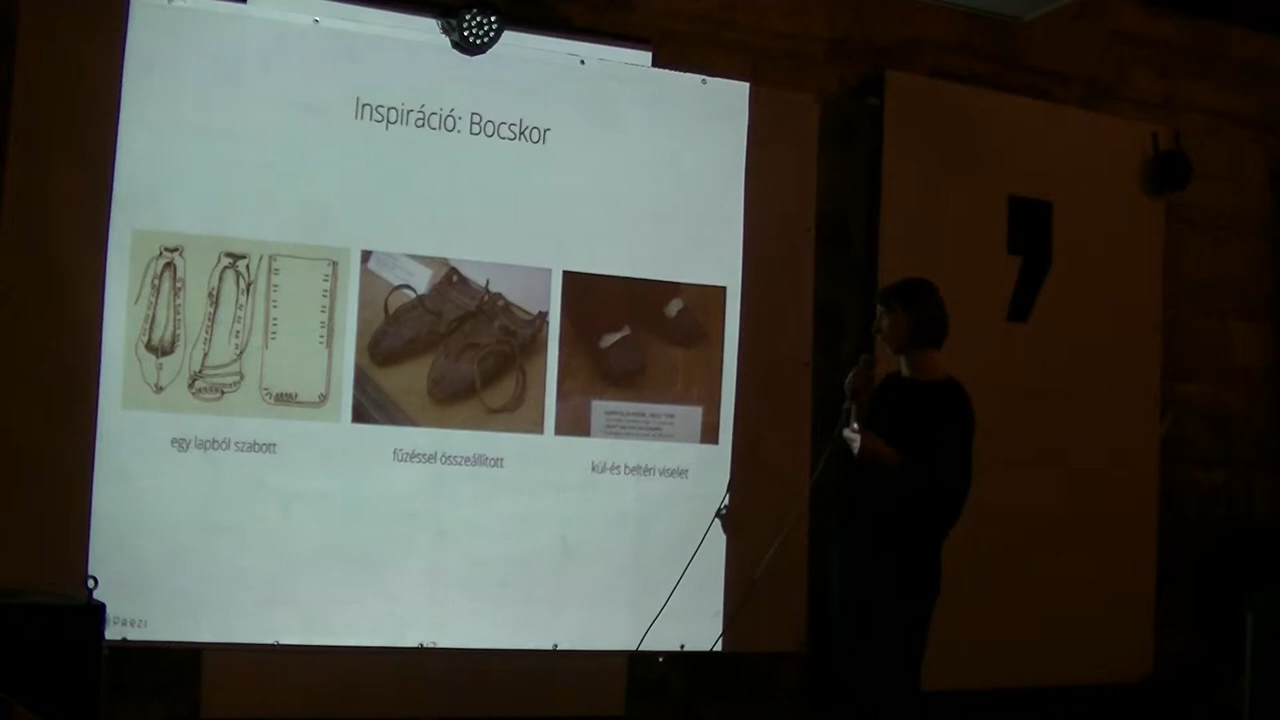 Inspiráció: Bocskor
egy lapból szabott
fűzéssel összeállított
kül-és beltéri viselet
Prezi